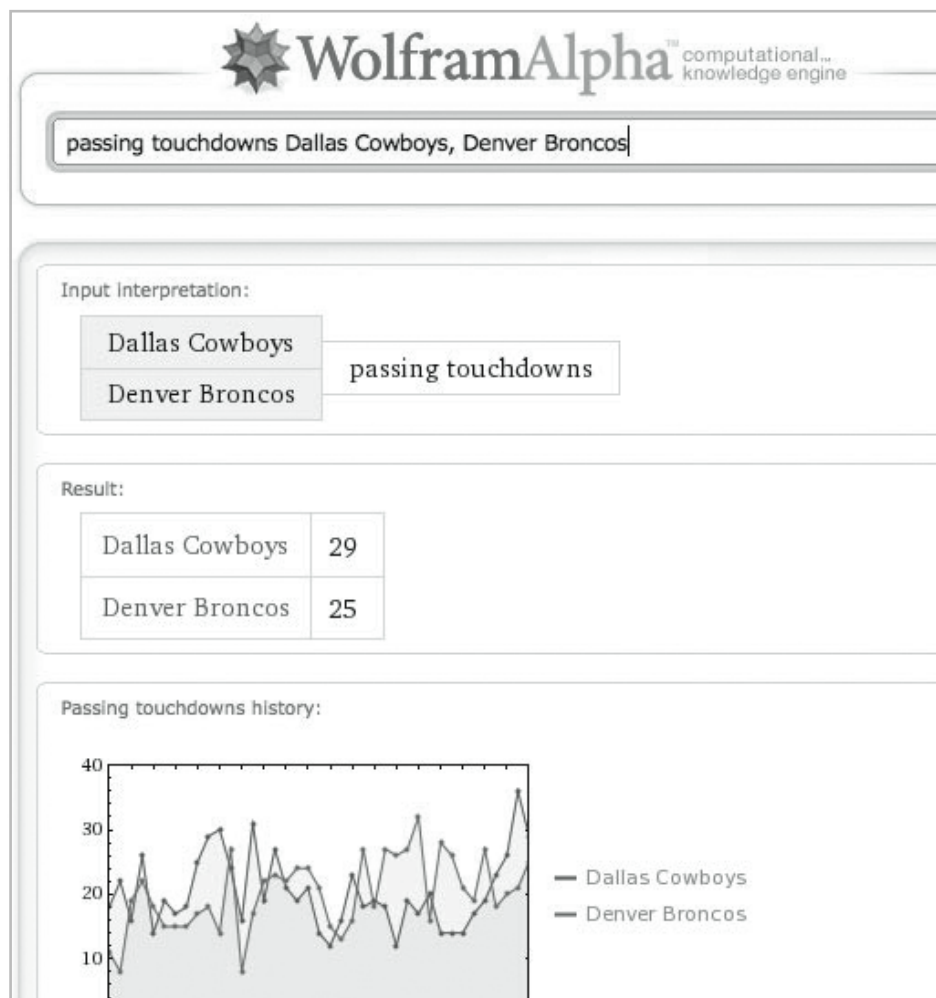 WolframAlpha™ computational...
knowledge engine
passing touchdowns Dallas Cowboys, Denver Broncos
Input interpretation:
Dallas Cowboys
passing touchdowns
Denver Broncos
Result:
Dallas Cowboys 29
Denver Broncos 25
Passing touchdowns history:
40
30
20
10
Dallas Cowboys
Denver Broncos